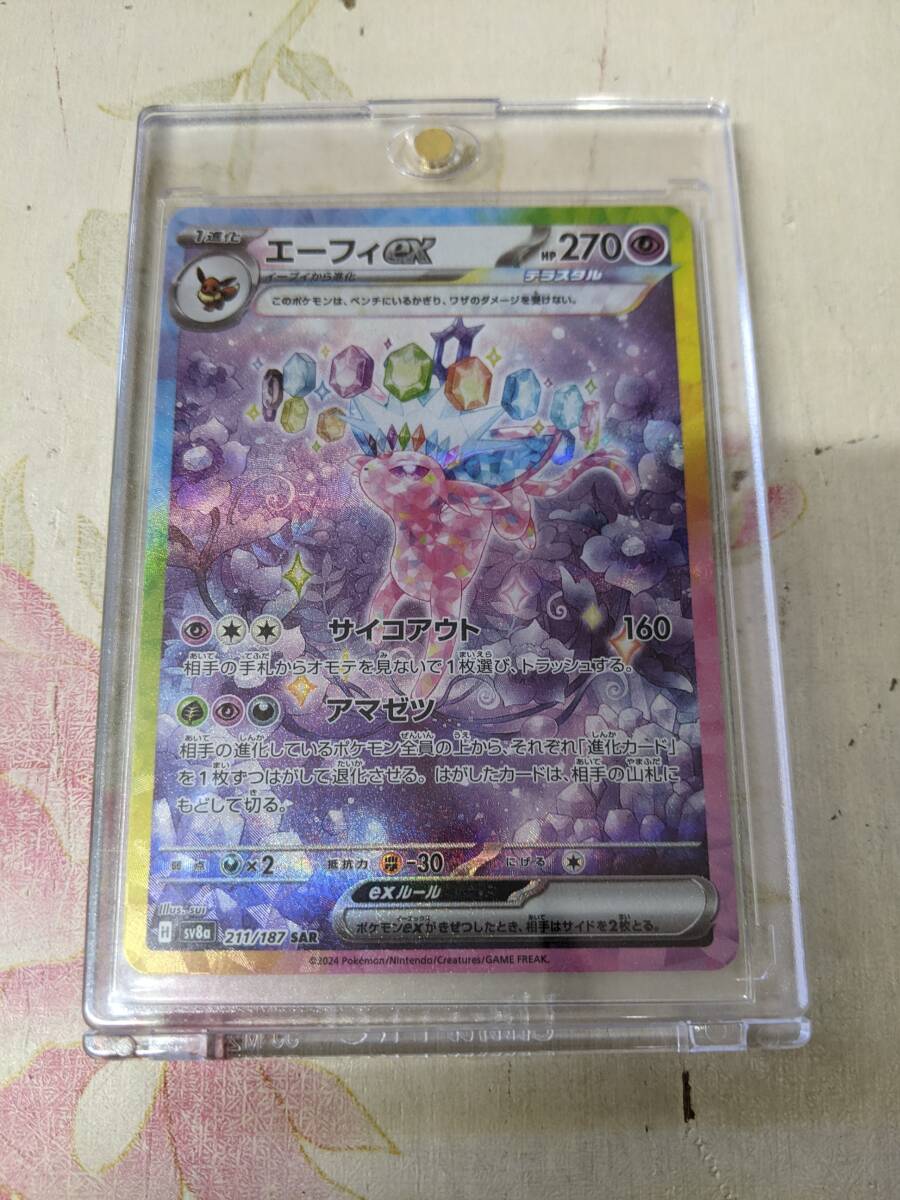 1進化
エーフィex
HP270
イーブイから進化
テラスタル
このポケモンは、ベンチにいるかぎり、ワザのダメージを受けない。
サイコアウト 160
相手の手札からオモテを見ないで1枚選び、トラッシュする。
アマゼツ
相手の進化しているポケモン全員の上から、それぞれ「進化カード」
を1枚ずつはがして退化させる。はがしたカードは、相手の山札に
もどして切る。
弱点 ×2 抵抗力 -30 にげる
exルール
ポケモンexがきぜつしたとき、相手はサイドを2枚とる。
Illus. sui
H sv8a 211/187 SAR
©2024 Pokémon/Nintendo/Creatures/GAME FREAK.